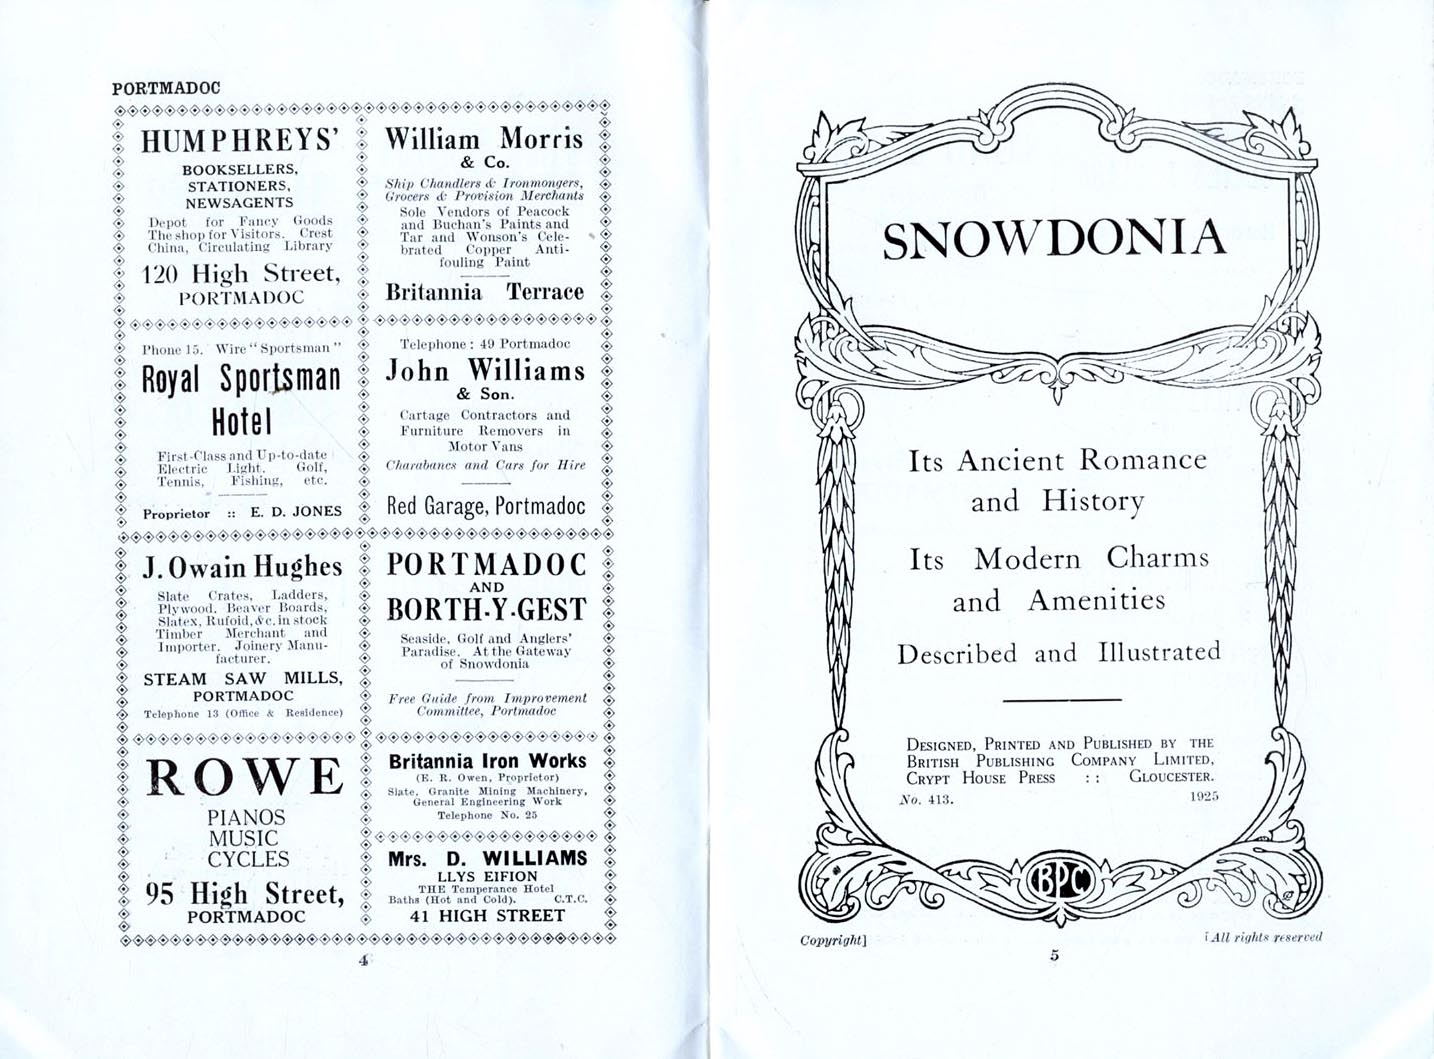 PORTMADOC
HUMPHREYS'
BOOKSELLERS,
STATIONERS,
NEWSAGENTS
Depot for Fancy Goods
The shop for Visitors. Crest
China, Circulating Library
120 High Street,
PORTMADOC
William Morris
& Co.
Ship Chandlers & Ironmongers,
Grocers & Provision Merchants
Sole Vendors of Peacock
and Buchan's Paints and
Tar and Wonson's Cele-
brated Copper Anti-
fouling Paint
Britannia Terrace
Phone 15. Wire "Sportsman"
Royal Sportsman
Hotel
First-Class and Up-to-date
Electric Light. Golf,
Tennis, Fishing, etc.
Proprietor :: E. D. JONES
Telephone: 49 Portmadoc
John Williams
& Son.
Cartage Contractors and
Furniture Removers in
Motor Vans
Charabancs and Cars for Hire
Red Garage, Portmadoc
J. Owain Hughes
Slate Crates, Ladders,
Plywood, Beaver Boards,
Slatex, Rufoid, &c. in stock
Timber Merchant and
Importer. Joinery Manu-
facturer.
STEAM SAW MILLS,
PORTMADOC
Telephone 13 (Office & Residence)
PORTMADOC
AND
BORTH-Y-GEST
Seaside, Golf and Anglers'
Paradise. At the Gateway
of Snowdonia
Free Guide from Improvement
Committee, Portmadoc
ROWE
PIANOS
MUSIC
CYCLES
95 High Street,
PORTMADOC
Britannia Iron Works
(E. R. Owen, Proprietor)
Slate, Granite Mining Machinery,
General Engineering Work
Telephone No. 25
Mrs. D. WILLIAMS
LLYS EIFION
THE Temperance Hotel
Baths (Hot and Cold). C.T.C.
41 HIGH STREET
4
SNOWDONIA
Its Ancient Romance
and History
Its Modern Charms
and Amenities
Described and Illustrated
DESIGNED, PRINTED AND PUBLISHED BY THE
BRITISH PUBLISHING COMPANY LIMITED,
CRYPT HOUSE PRESS :: GLOUCESTER.
No. 413. 1925
BPC
Copyright] [All rights reserved
5